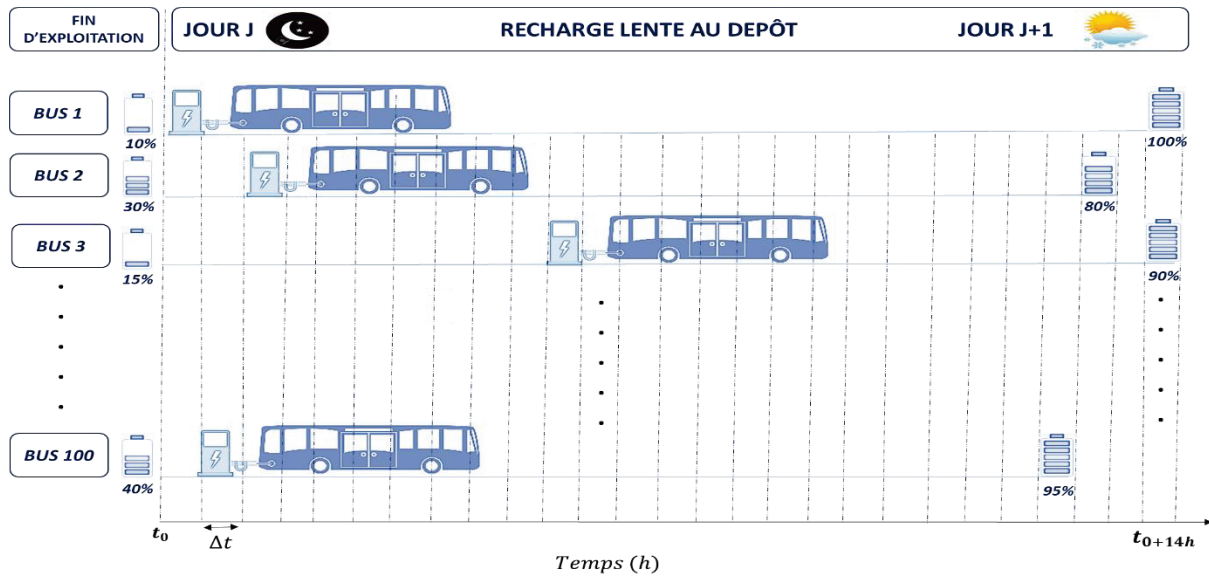 FIN
D'EXPLOITATION
JOUR J
RECHARGE LENTE AU DEPÔT
JOUR J+1
BUS 1
10%
100%
BUS 2
30%
80%
BUS 3
15%
90%
BUS 100
40%
95%
t0
Δt
t0+14h
Temps (h)